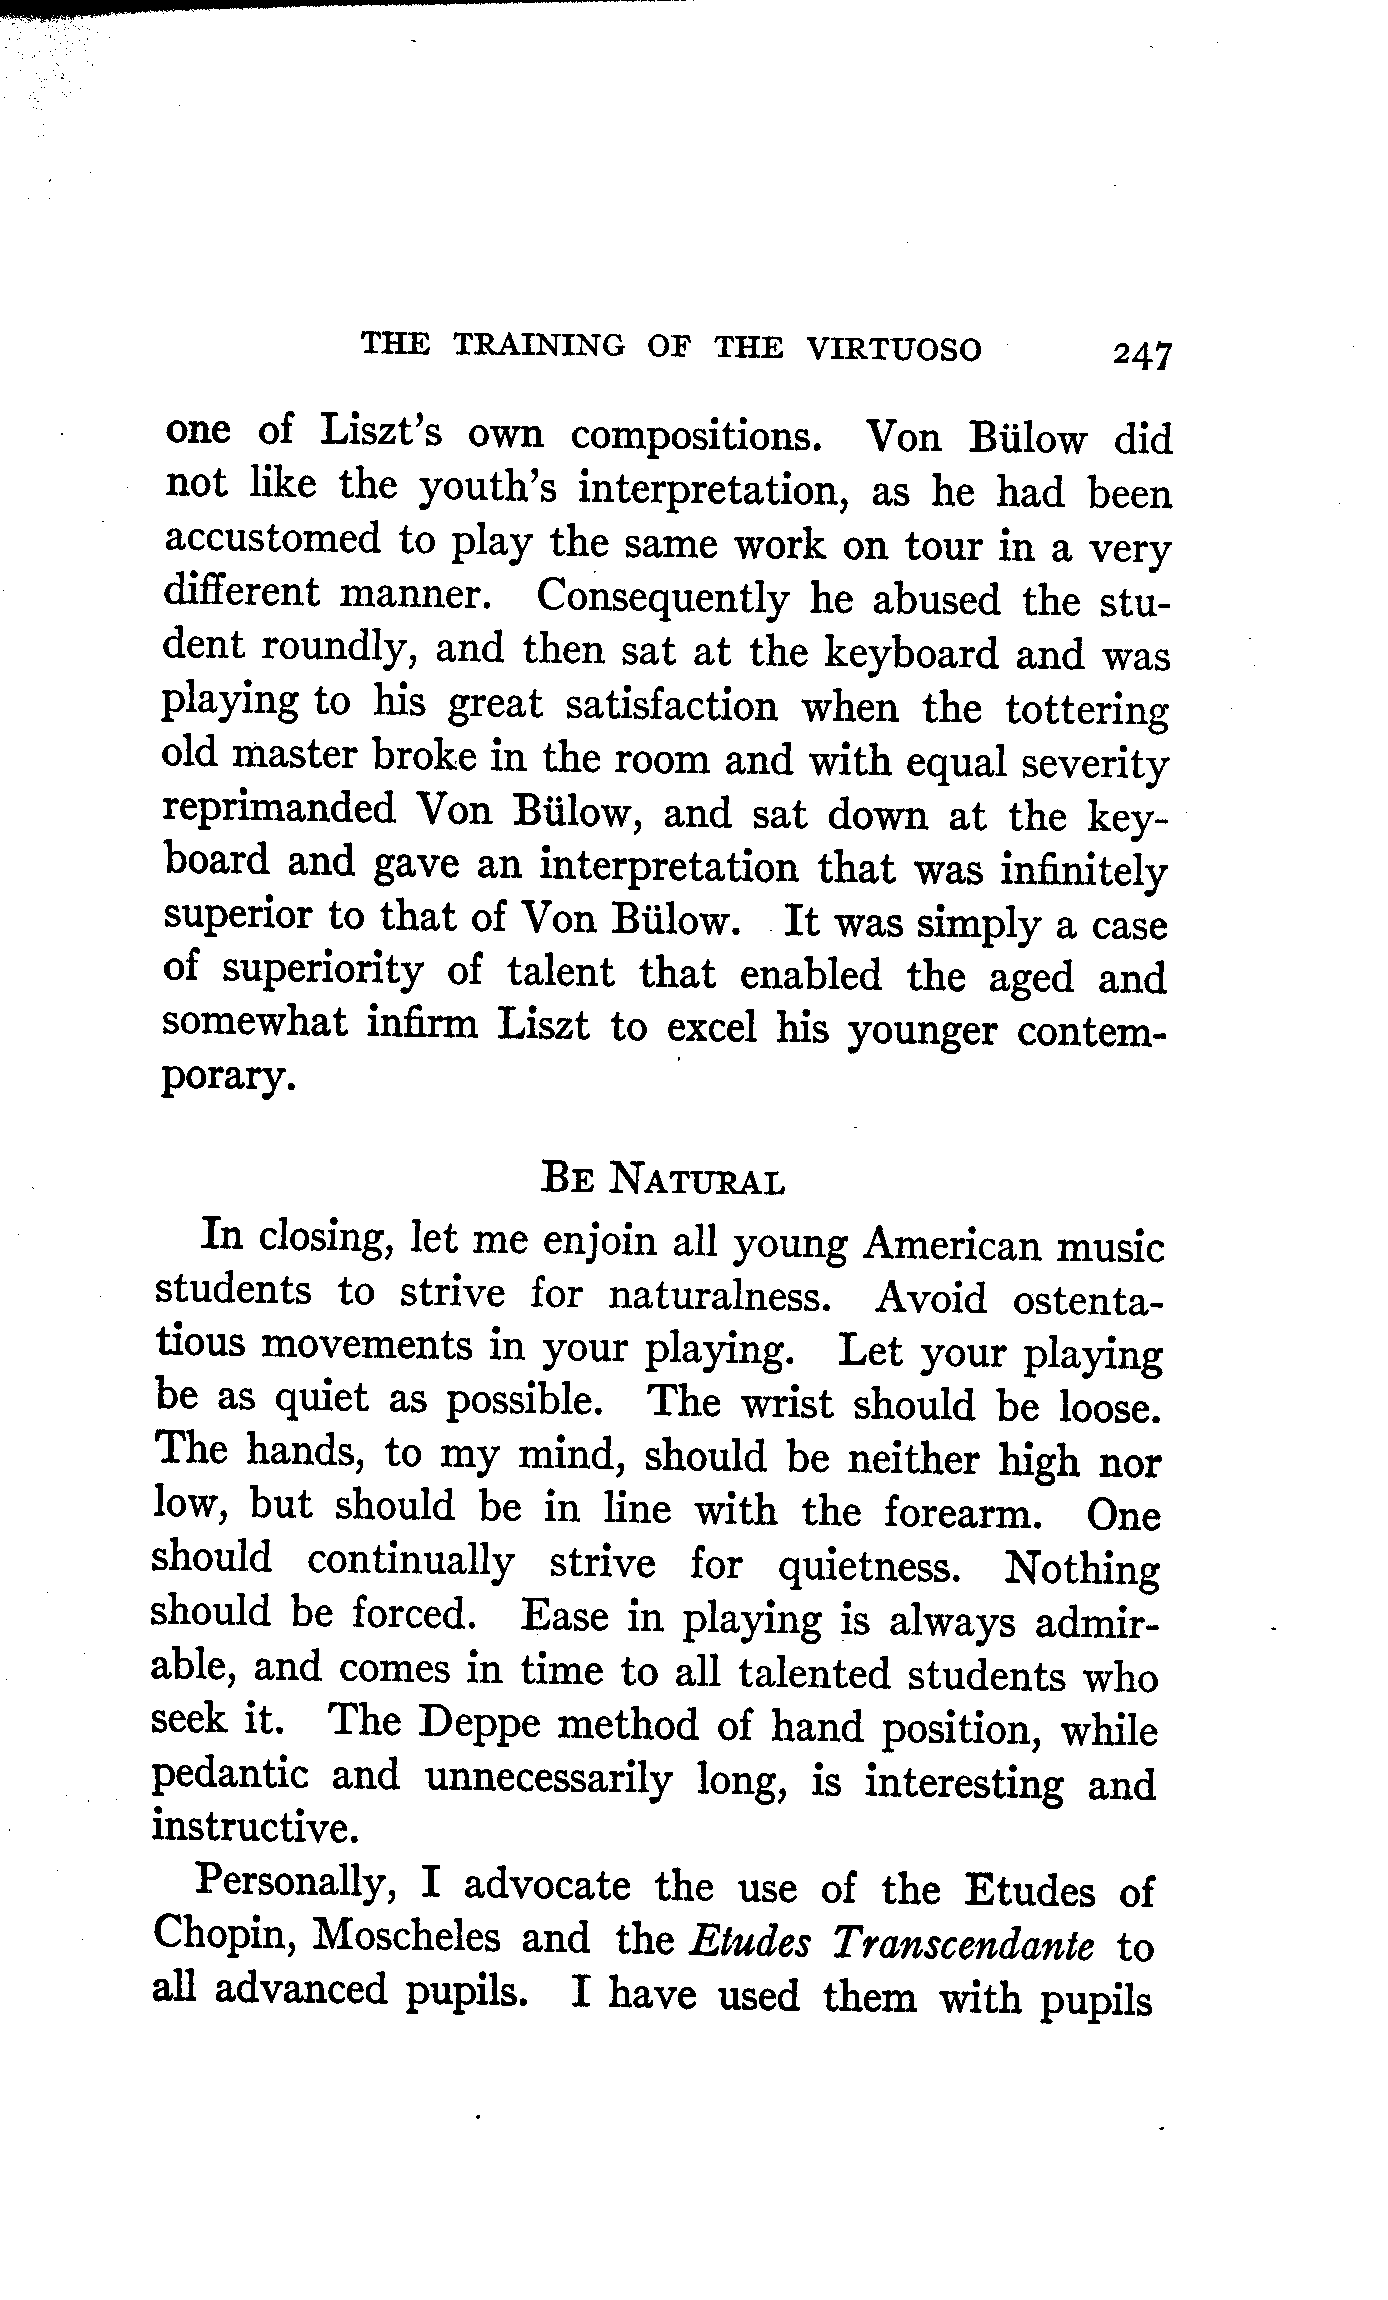 THE TRAINING OF THE VIRTUOSO 247
one of Liszt's own compositions. Von Bülow did
not like the youth's interpretation, as he had been
accustomed to play the same work on tour in a very
different manner. Consequently he abused the stu-
dent roundly, and then sat at the keyboard and was
playing to his great satisfaction when the tottering
old master broke in the room and with equal severity
reprimanded Von Bülow, and sat down at the key-
board and gave an interpretation that was infinitely
superior to that of Von Bülow. It was simply a case
of superiority of talent that enabled the aged and
somewhat infirm Liszt to excel his younger contem-
porary.
BE NATURAL
In closing, let me enjoin all young American music
students to strive for naturalness. Avoid ostenta-
tious movements in your playing. Let your playing
be as quiet as possible. The wrist should be loose.
The hands, to my mind, should be neither high nor
low, but should be in line with the forearm. One
should continually strive for quietness. Nothing
should be forced. Ease in playing is always admir-
able, and comes in time to all talented students who
seek it. The Deppe method of hand position, while
pedantic and unnecessarily long, is interesting and
instructive.
Personally, I advocate the use of the Etudes of
Chopin, Moscheles and the Etudes Transcendante to
all advanced pupils. I have used them with pupils